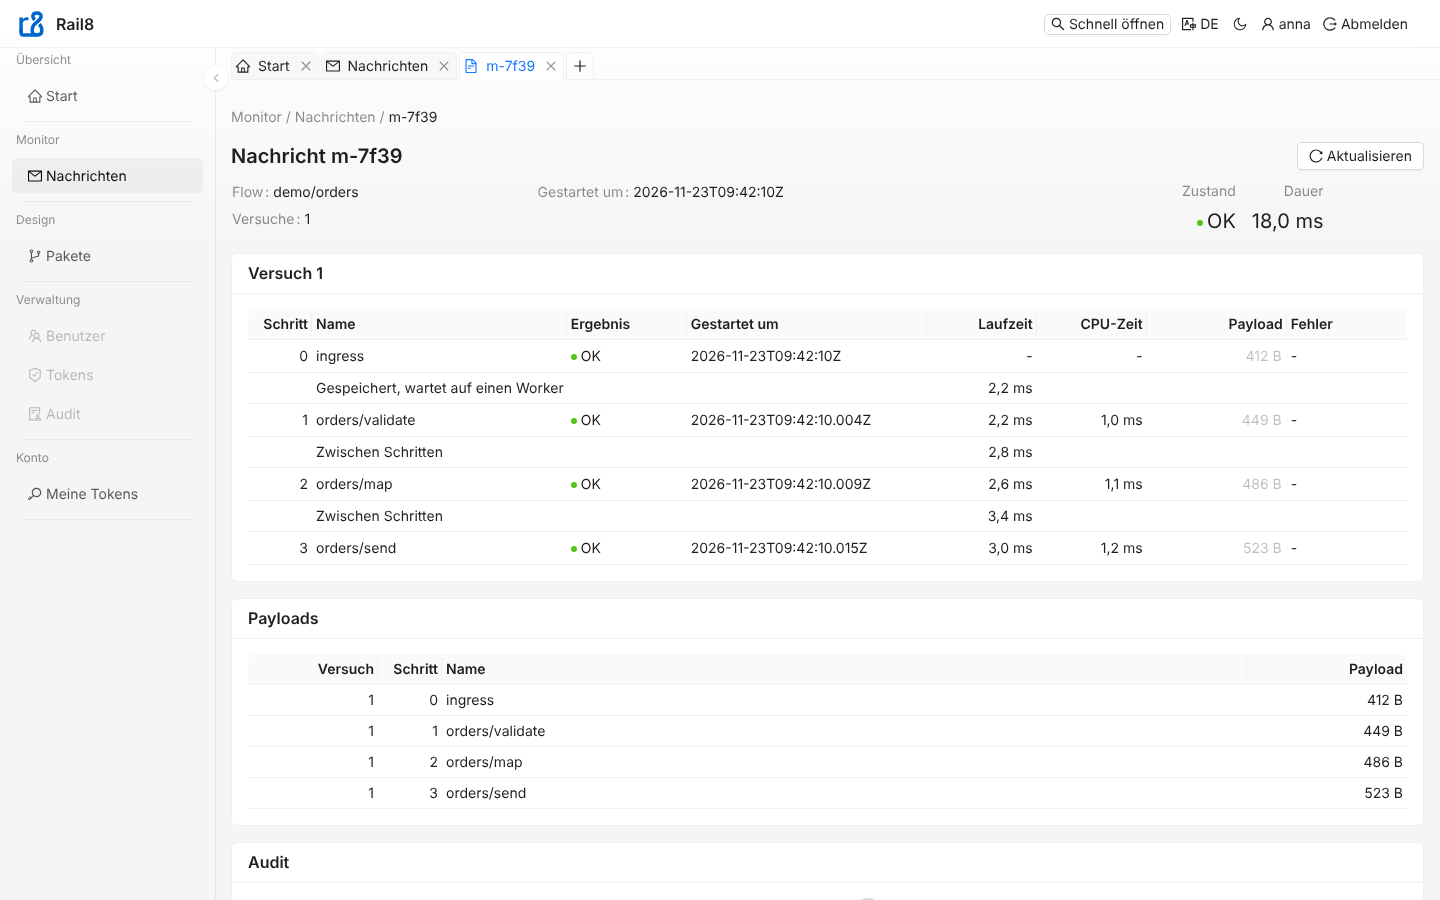 r8 Rail8
Schnell öffnen DE anna Abmelden
Übersicht
Start
Monitor
Nachrichten
Design
Pakete
Verwaltung
Benutzer
Tokens
Audit
Konto
Meine Tokens
Start Nachrichten m-7f39
Monitor / Nachrichten / m-7f39
Nachricht m-7f39
Aktualisieren
Flow : demo/orders Gestartet um : 2026-11-23T09:42:10Z
Versuche : 1
Zustand Dauer
OK 18,0 ms
Versuch 1
Schritt Name Ergebnis Gestartet um Laufzeit CPU-Zeit Payload Fehler
0 ingress OK 2026-11-23T09:42:10Z - - 412 B -
Gespeichert, wartet auf einen Worker 2,2 ms
1 orders/validate OK 2026-11-23T09:42:10.004Z 2,2 ms 1,0 ms 449 B -
Zwischen Schritten 2,8 ms
2 orders/map OK 2026-11-23T09:42:10.009Z 2,6 ms 1,1 ms 486 B -
Zwischen Schritten 3,4 ms
3 orders/send OK 2026-11-23T09:42:10.015Z 3,0 ms 1,2 ms 523 B -
Payloads
Versuch Schritt Name Payload
1 0 ingress 412 B
1 1 orders/validate 449 B
1 2 orders/map 486 B
1 3 orders/send 523 B
Audit